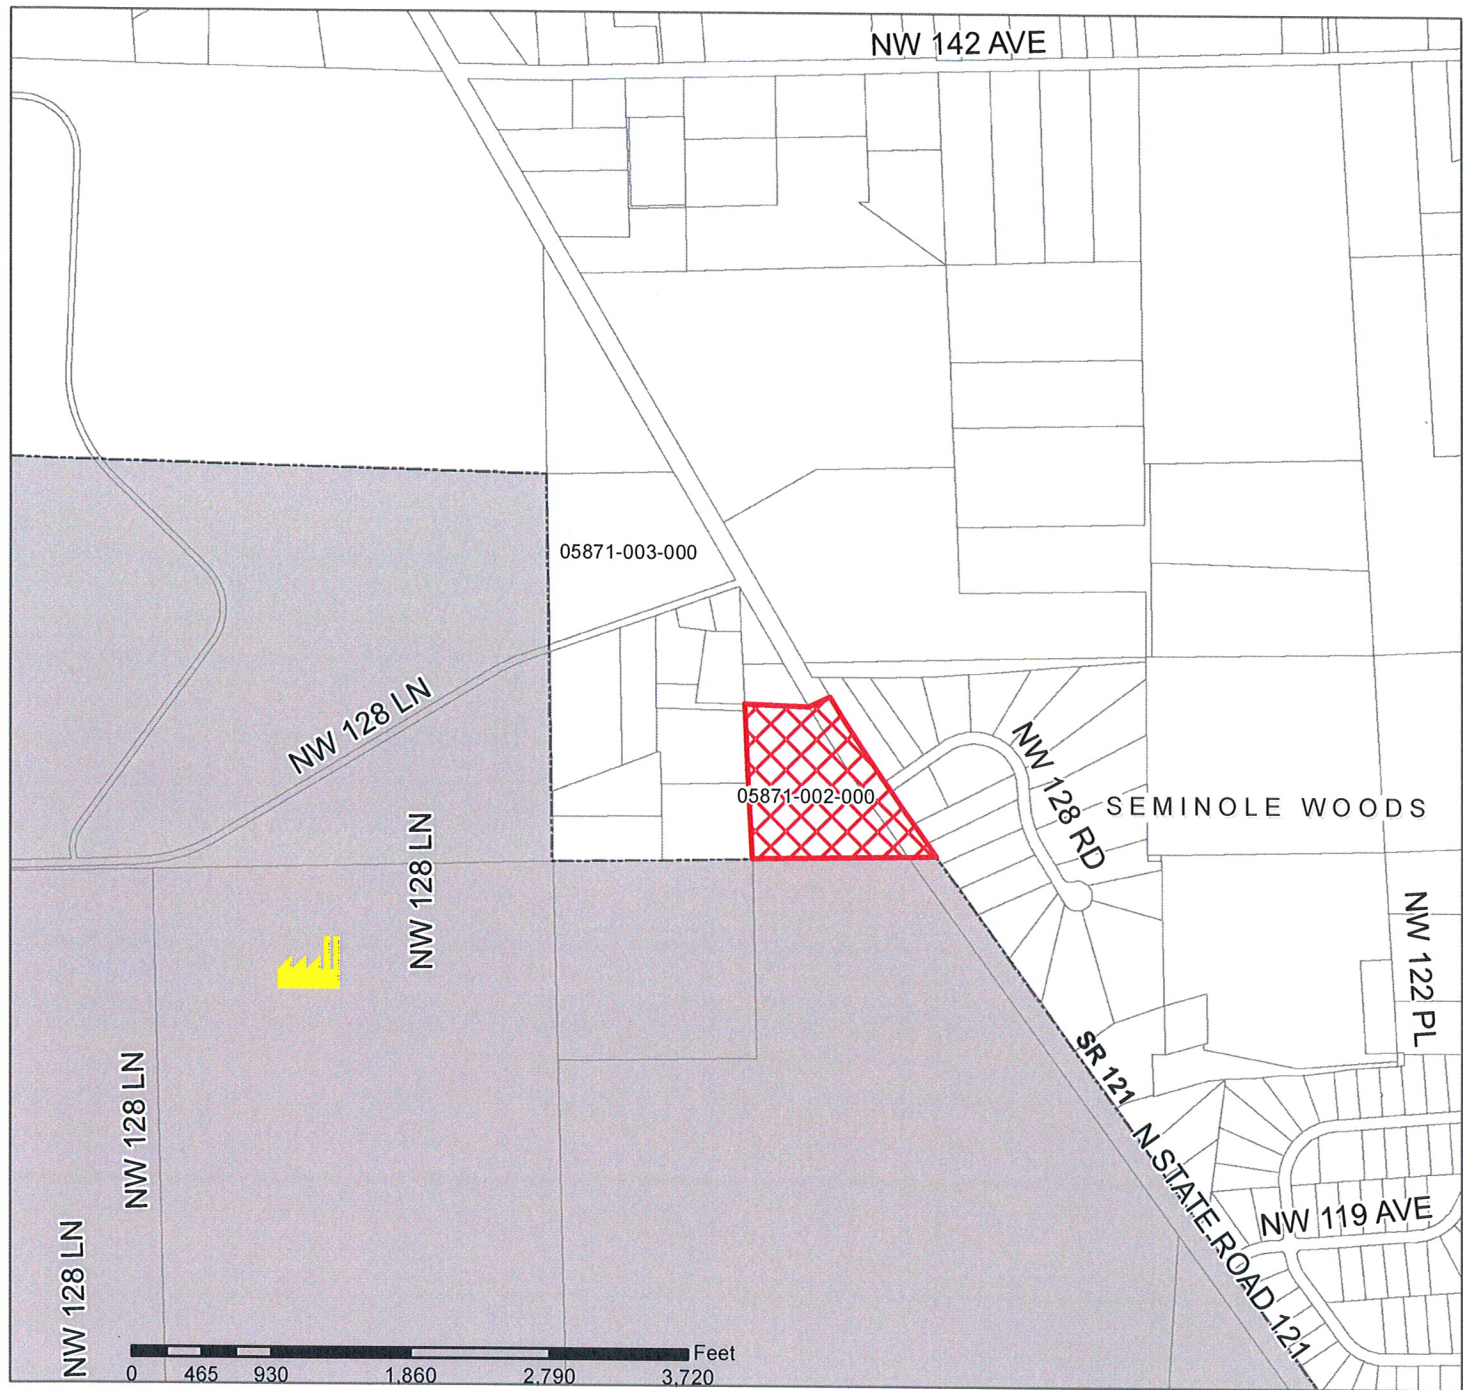 NW 142 AVE
05871-003-000
NW 128 LN
NW 128 RD
05871-002-000
SEMINOLE WOODS
NW 128 LN
NW 122 PL
SR 121
NW 128 LN
N STATE ROAD 121
NW 119 AVE
NW 128 LN
Feet
0 465 930 1,860 2,790 3,720